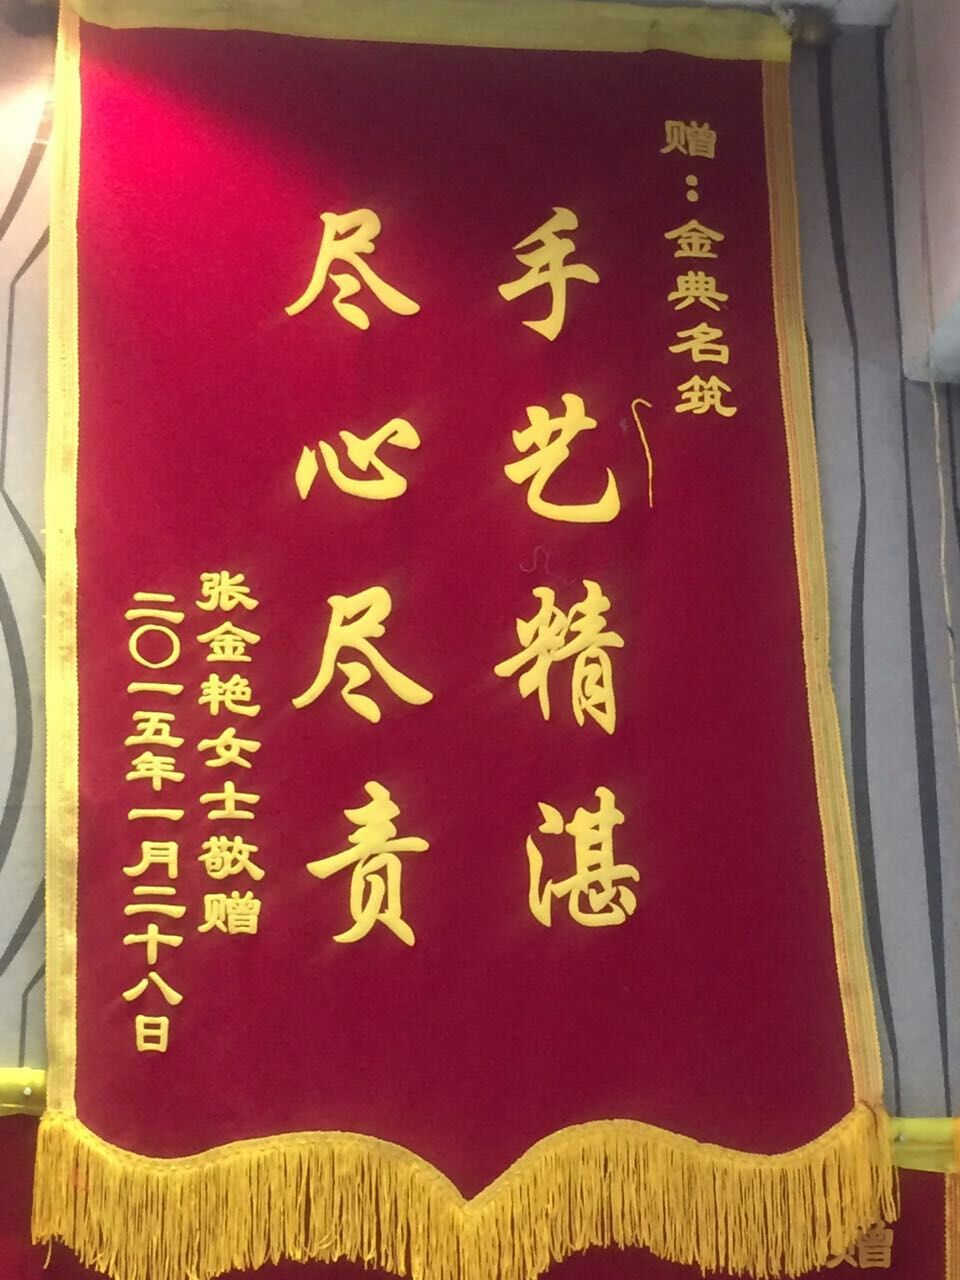 赠：金典名筑
手艺精湛
尽心尽责
张金艳女士敬赠
二〇一五年一月二十八日
赠